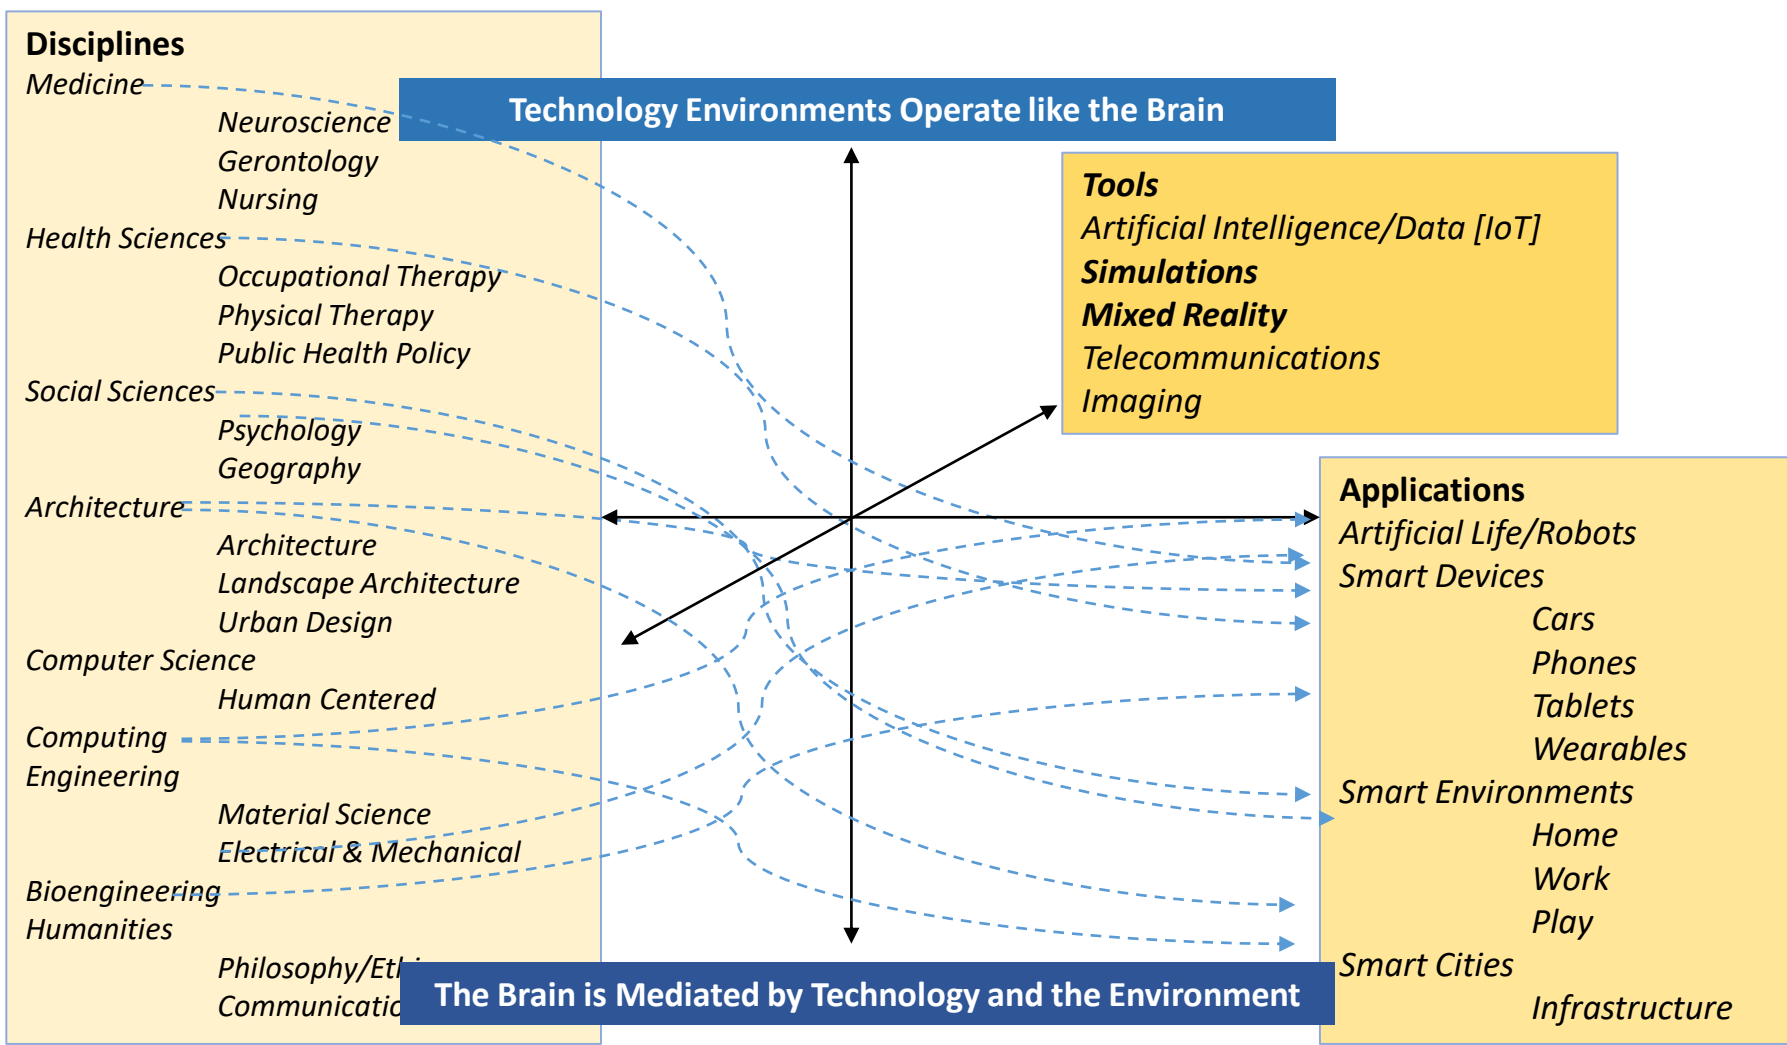 Disciplines
Medicine
Neuroscience
Gerontology
Nursing
Health Sciences
Occupational Therapy
Physical Therapy
Public Health Policy
Social Sciences
Psychology
Geography
Architecture
Architecture
Landscape Architecture
Urban Design
Computer Science
Human Centered
Computing
Engineering
Material Science
Electrical & Mechanical
Bioengineering
Humanities
Philosophy/
Technology Environments Operate like the Brain
Tools
Artificial Intelligence/Data [IoT]
Simulations
Mixed Reality
Telecommunications
Imaging
Applications
Artificial Life/Robots
Smart Devices
Cars
Phones
Tablets
Wearables
Smart Environments
Home
Work
Play
Smart Cities
Infrastructure
The Brain is Mediated by Technology and the Environment